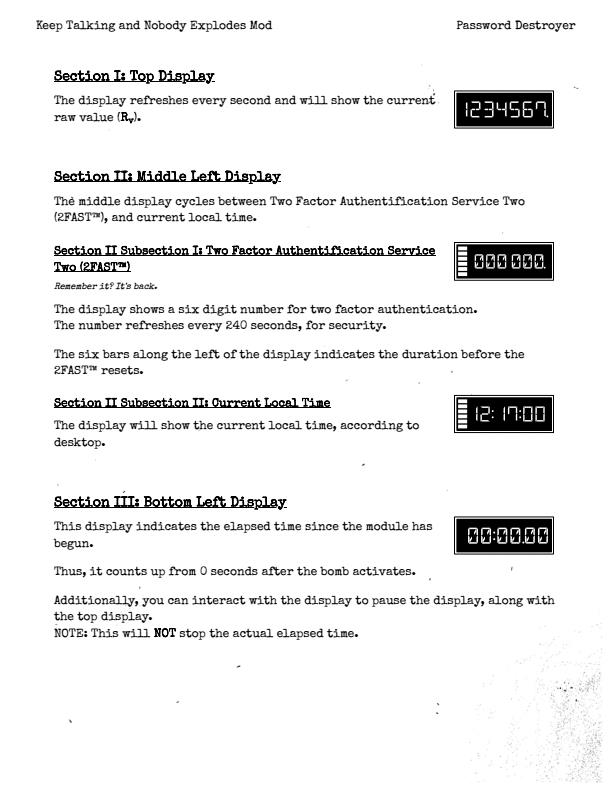 Keep Talking and Nobody Explodes Mod
Password Destroyer
Section I: Top Display
The display refreshes every second and will show the current
raw value (Rv).
1234567.
Section II: Middle Left Display
The middle display cycles between Two Factor Authentification Service Two
(2FAST™), and current local time.
Section II Subsection I: Two Factor Authentification Service
Two (2FAST™)
000 000.
Remember it? It's back.
The display shows a six digit number for two factor authentication.
The number refreshes every 240 seconds, for security.
The six bars along the left of the display indicates the duration before the
2FAST™ resets.
Section II Subsection II: Current Local Time
The display will show the current local time, according to
desktop.
12:17:00
Section III: Bottom Left Display
This display indicates the elapsed time since the module has
begun.
00:00.00
Thus, it counts up from 0 seconds after the bomb activates.
Additionally, you can interact with the display to pause the display, along with
the top display.
NOTE: This will NOT stop the actual elapsed time.